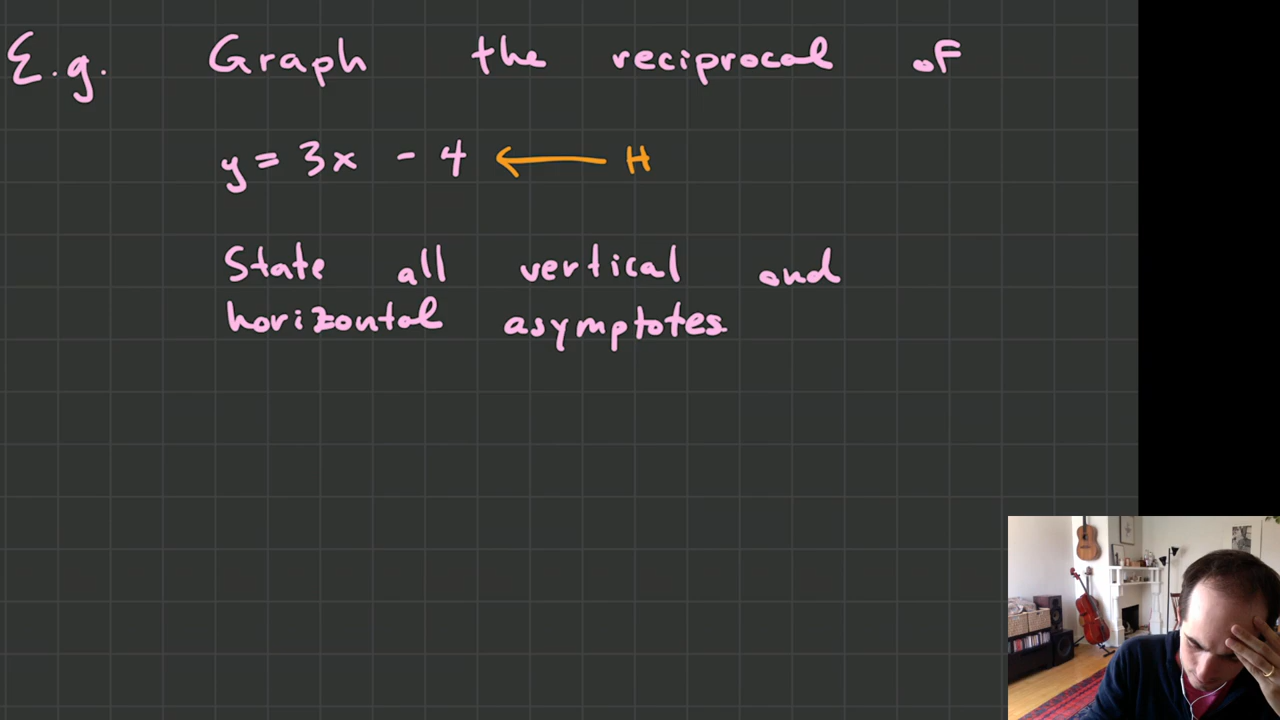 E.g. Graph the reciprocal of
y = 3x - 4 ← H
State all vertical and
horizontal asymptotes